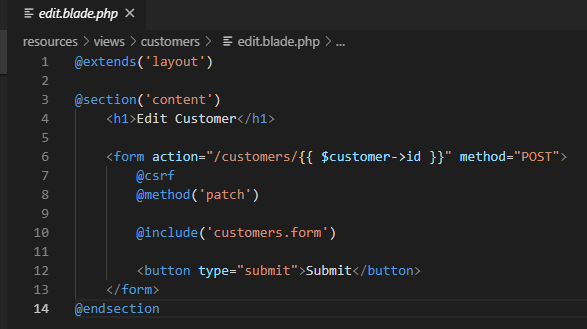 edit.blade.php ×
resources > views > customers > edit.blade.php > ...
1 @extends('layout')
2
3 @section('content')
4     <h1>Edit Customer</h1>
5
6     <form action="/customers/{{ $customer->id }}" method="POST">
7         @csrf
8         @method('patch')
9
10         @include('customers.form')
11
12         <button type="submit">Submit</button>
13     </form>
14 @endsection